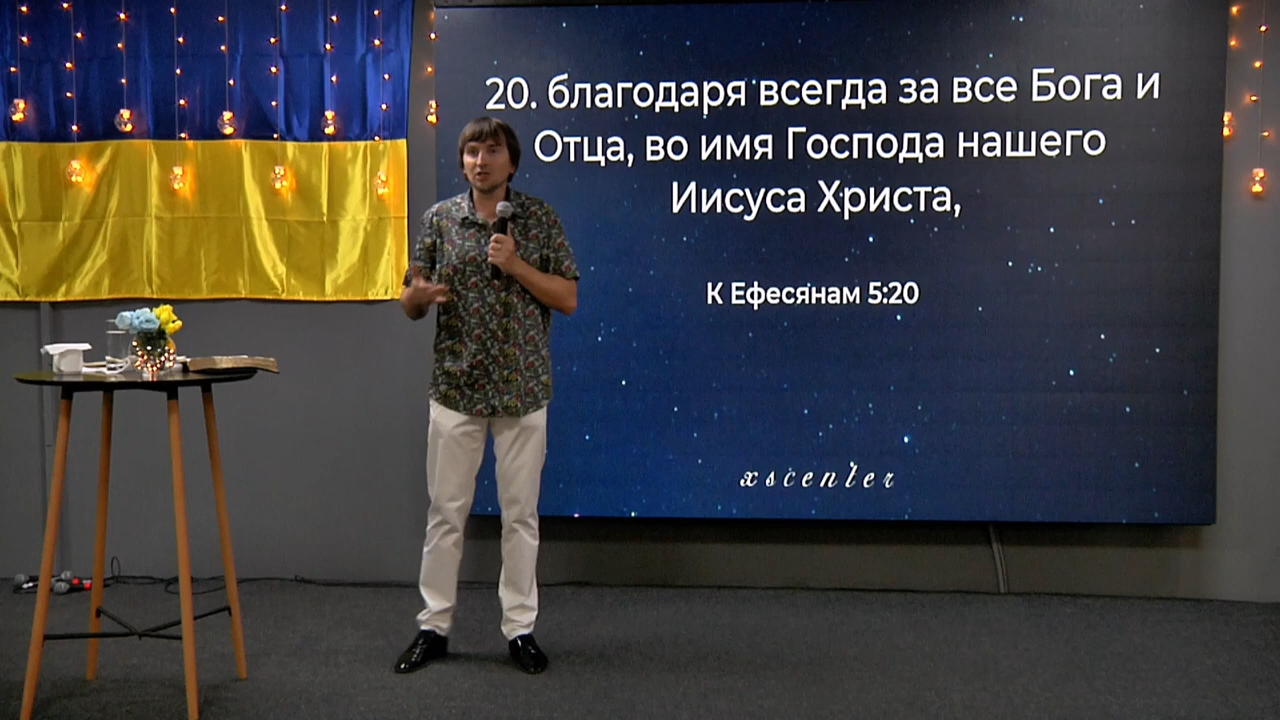 20. благодаря всегда за все Бога и
Отца, во имя Господа нашего
Иисуса Христа,
К Ефесянам 5:20
xscenter